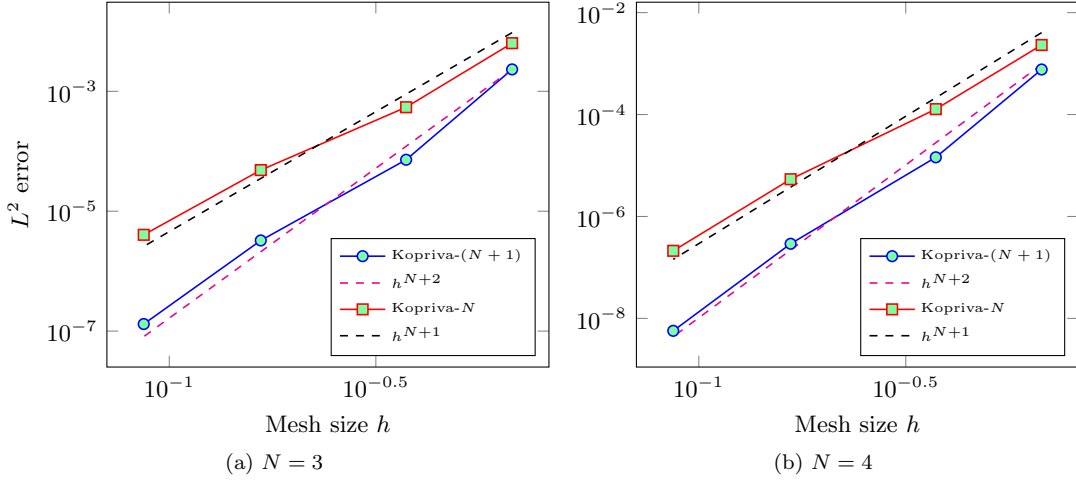 10^{-3}
10^{-5}
10^{-7}
L^2 error
10^{-1}
10^{-0.5}
Mesh size h
Kopriva-(N + 1)
h^{N+2}
Kopriva-N
h^{N+1}
(a) N = 3
10^{-2}
10^{-4}
10^{-6}
10^{-8}
10^{-1}
10^{-0.5}
Mesh size h
Kopriva-(N + 1)
h^{N+2}
Kopriva-N
h^{N+1}
(b) N = 4